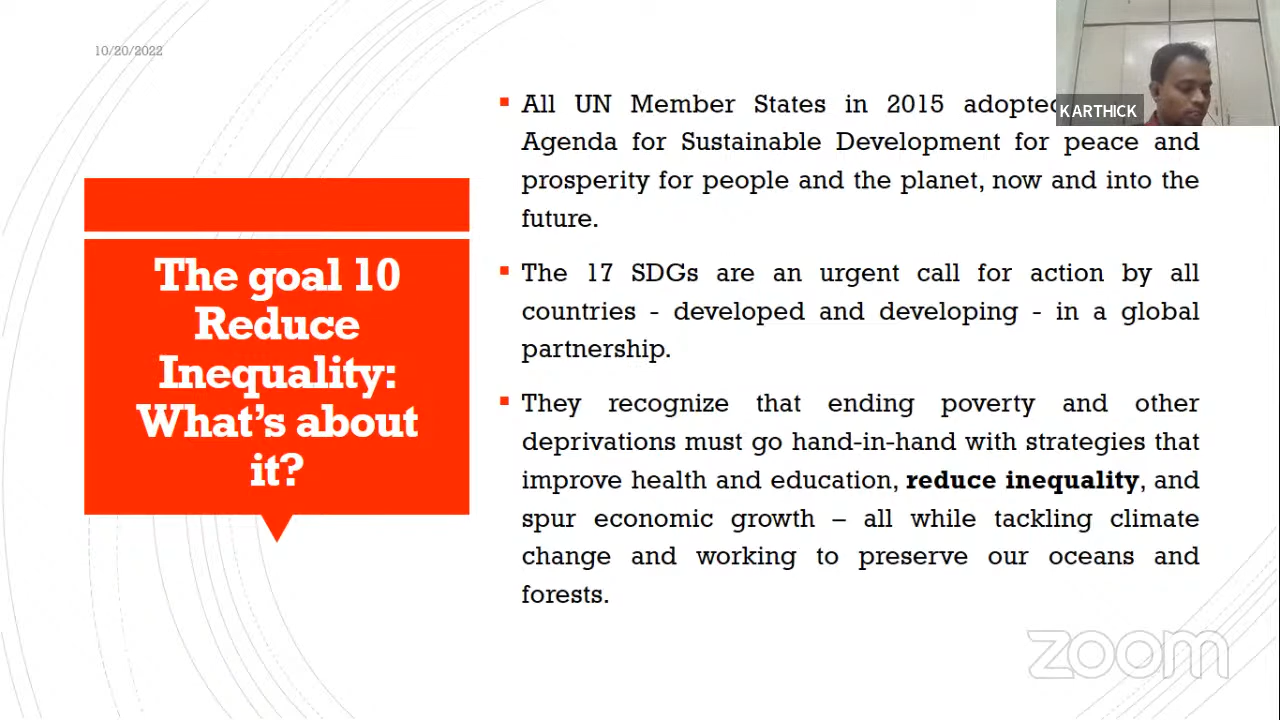 10/20/2022
KARTHICK
The goal 10
Reduce
Inequality:
What's about
it?
▪ All UN Member States in 2015 adopted
Agenda for Sustainable Development for peace and
prosperity for people and the planet, now and into the
future.
▪ The 17 SDGs are an urgent call for action by all
countries - developed and developing - in a global
partnership.
▪ They recognize that ending poverty and other
deprivations must go hand-in-hand with strategies that
improve health and education, reduce inequality, and
spur economic growth – all while tackling climate
change and working to preserve our oceans and
forests.
zoom